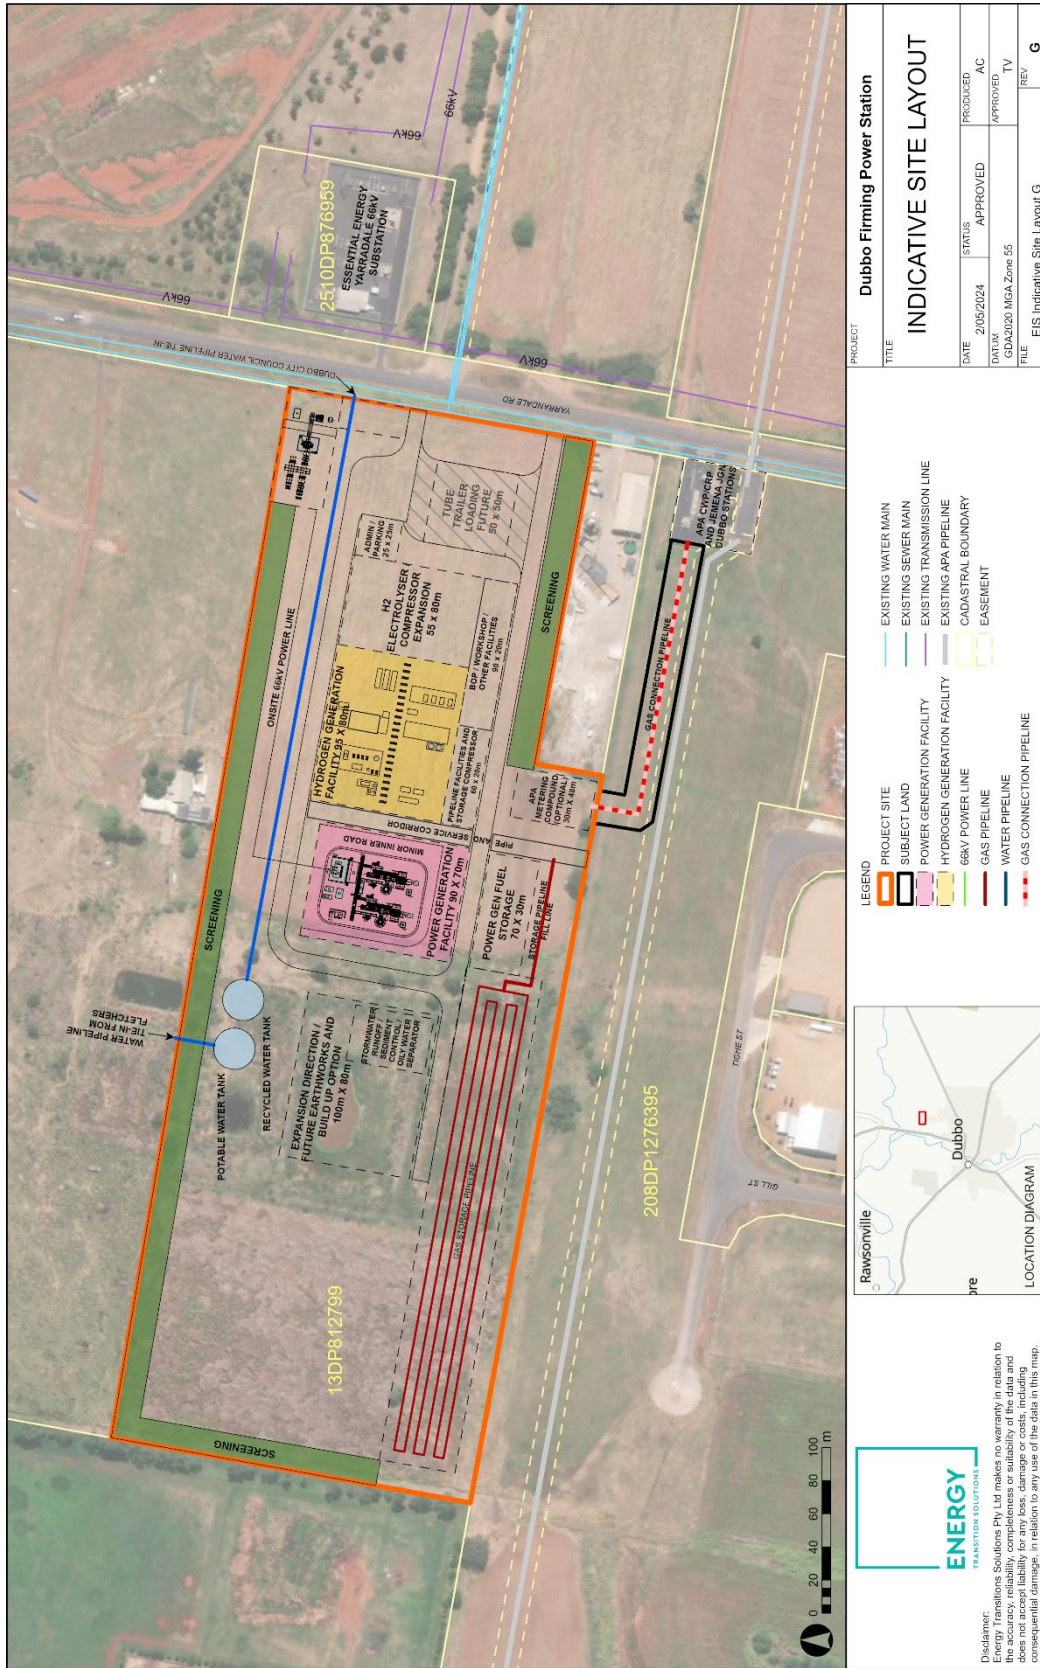 66kV
66kV
66kV
66kV
66kV
2510DP876959
ESSENTIAL ENERGY
YARRADALE 66kV
SUBSTATION
DUBBO CITY COUNCIL WATER PIPELINE TIE-IN
YARRANDALE RD
ONSITE 66kV POWER LINE
ADMIN /
PARKING
25 x 25m
TUBE
TRAILER
LOADING
FUTURE
50 x 50m
H2
ELECTROLYSER /
COMPRESSOR
EXPANSION
55 x 80m
HYDROGEN GENERATION
FACILITY 95 x 80m
BOP / WORKSHOP /
OTHER FACILITIES
90 x 20m
PIPELINE FACILITIES AND
STORAGE COMPRESSOR
60 x 20m
SCREENING
SCREENING
SCREENING
PIPE AND SERVICE CORRIDOR
MINOR INNER ROAD
POWER GENERATION
FACILITY 90 X 70m
POWER GEN FUEL
STORAGE
70 X 30m
STORAGE PIPELINE
FILL LINE
APA
METERING
COMPOUND
(OPTIONAL)
30m X 48m
GAS CONNECTION PIPELINE
APA CWP/CRP
AND JEMENA JGN
DUBBO STATIONS
WATER PIPELINE
TIE-IN FROM
FLETCHERS
POTABLE WATER TANK
RECYCLED WATER TANK
EXPANSION DIRECTION /
FUTURE EARTHWORKS AND
BUILD UP OPTION
100m X 80m
STORMWATER
RUNOFF /
SEDIMENT
CONTROL /
OILY WATER
SEPARATOR
GAS STORAGE PIPELINE
13DP812799
208DP1276395
TIGHE ST
GILL ST
0 20 40 60 80 100
m
ENERGY
TRANSITION SOLUTIONS
Disclaimer:
Energy Transitions Solutions Pty Ltd makes no warranty in relation to
the accuracy, reliability, completeness or suitability of the data and
does not accept liability for any loss, damage or costs, including
consequential damage, in relation to any use of the data in this map.
Rawsonville
Dubbo
ore
LOCATION DIAGRAM
LEGEND
PROJECT SITE
SUBJECT LAND
POWER GENERATION FACILITY
HYDROGEN GENERATION FACILITY
66kV POWER LINE
GAS PIPELINE
WATER PIPELINE
GAS CONNECTION PIPELINE
EXISTING WATER MAIN
EXISTING SEWER MAIN
EXISTING TRANSMISSION LINE
EXISTING APA PIPELINE
CADASTRAL BOUNDARY
EASEMENT
PROJECT
Dubbo Firming Power Station
TITLE
INDICATIVE SITE LAYOUT
DATE 2/05/2024
STATUS APPROVED
PRODUCED AC
DATUM GDA2020 MGA Zone 55
APPROVED TV
FILE EIS Indicative Site Layout G
REV G